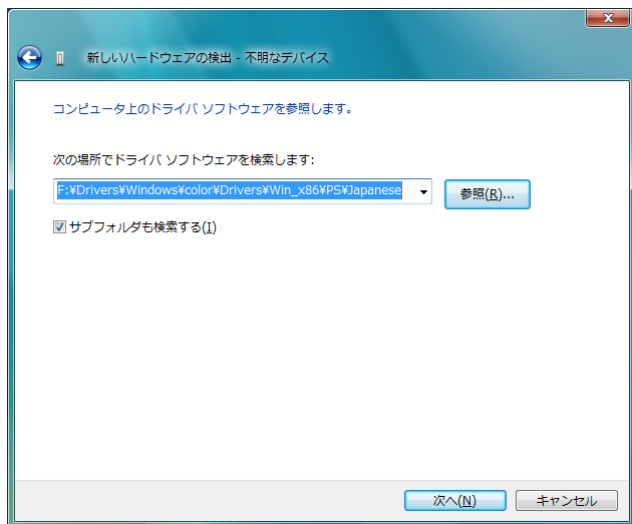 新しいハードウェアの検出 - 不明なデバイス
コンピュータ上のドライバ ソフトウェアを参照します。
次の場所でドライバ ソフトウェアを検索します:
F:¥Drivers¥Windows¥color¥Drivers¥Win_x86¥PS¥Japanese
参照(R)...
サブフォルダも検索する(I)
次へ(N)
キャンセル